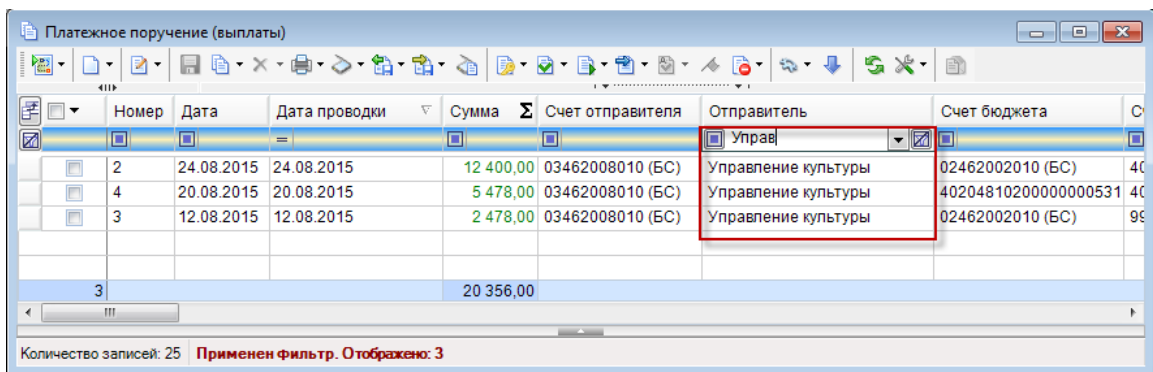 Платежное поручение (выплаты)
Номер Дата Дата проводки Сумма Σ Счет отправителя Отправитель Счет бюджета
= Управ
2 24.08.2015 24.08.2015 12 400,00 03462008010 (БС) Управление культуры 02462002010 (БС) 40
4 20.08.2015 20.08.2015 5 478,00 03462008010 (БС) Управление культуры 40204810200000000531 40
3 12.08.2015 12.08.2015 2 478,00 03462008010 (БС) Управление культуры 02462002010 (БС) 99
3 20 356,00
Количество записей: 25 Применен фильтр. Отображено: 3